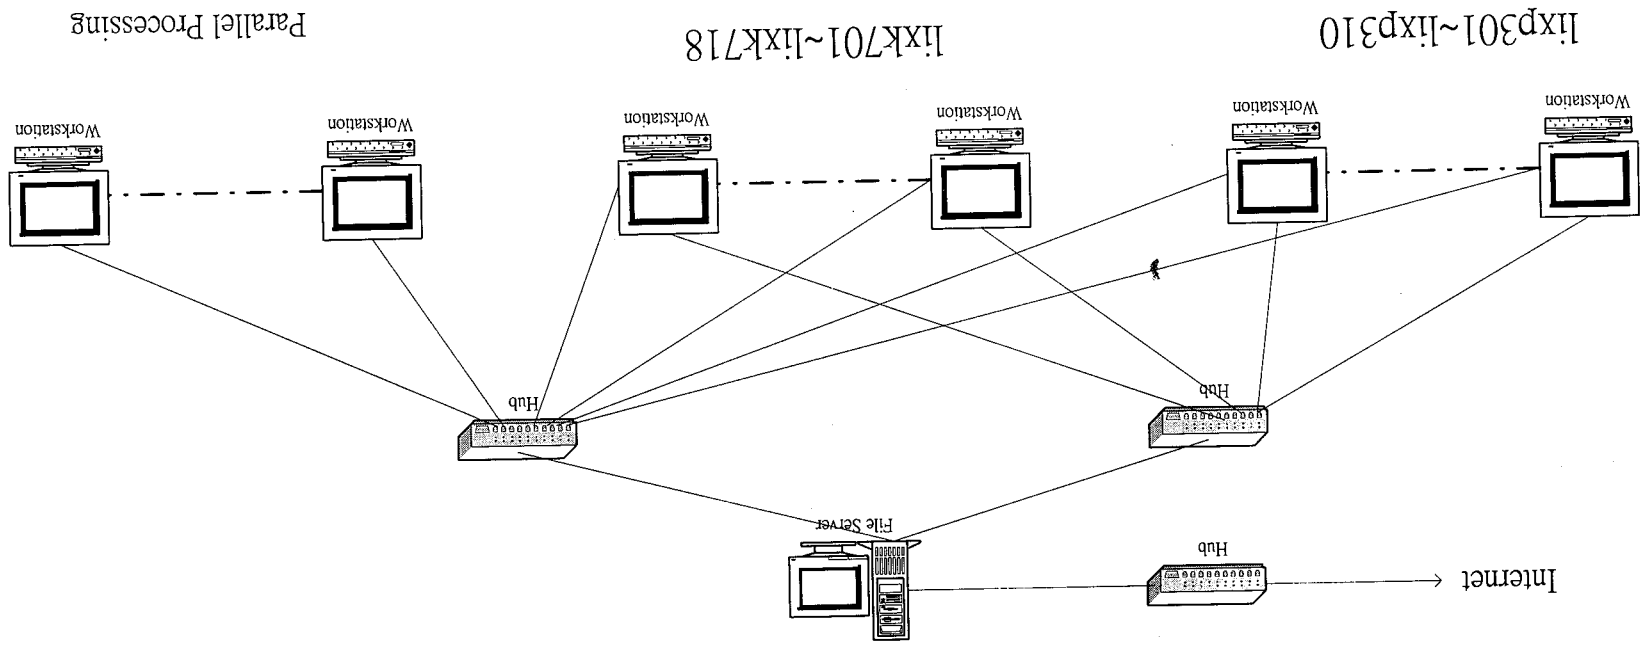 Internet
Hub
File Server
Hub
Hub
Workstation
Workstation
Workstation
Workstation
Workstation
Workstation
lixp301~lixp310
lixk701~lixk718
Parallel Processing